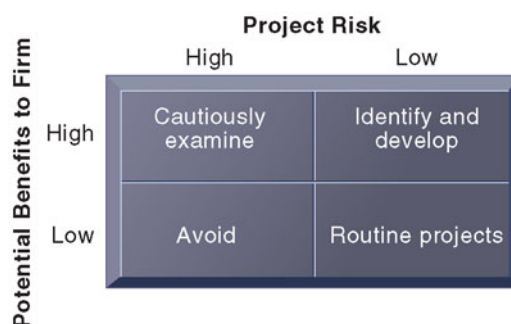 Project Risk
High Low
Potential Benefits to Firm
High
Cautiously
examine
Identify and
develop
Low
Avoid
Routine projects